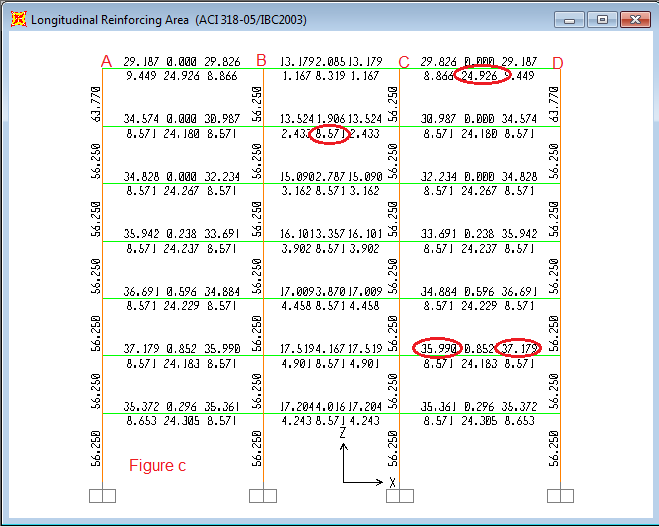 Longitudinal Reinforcing Area (ACI 318-05/IBC2003)
A B C D
29.187 0.000 29.826 13.179 2.085 13.179 29.826 0.000 29.187
9.449 24.926 8.866 1.167 8.319 1.167 8.866 24.926 9.449
63.770 56.250 56.250 63.770
34.574 0.000 30.987 13.524 1.906 13.524 30.987 0.000 34.574
8.571 24.180 8.571 2.433 8.571 2.433 8.571 24.180 8.571
56.250 56.250 56.250 56.250
34.828 0.000 32.234 15.090 2.787 15.090 32.234 0.000 34.828
8.571 24.267 8.571 3.162 8.571 3.162 8.571 24.267 8.571
56.250 56.250 56.250 56.250
35.942 0.238 33.691 16.101 3.357 16.101 33.691 0.238 35.942
8.571 24.237 8.571 3.902 8.571 3.902 8.571 24.237 8.571
56.250 56.250 56.250 56.250
36.691 0.596 34.884 17.009 3.870 17.009 34.884 0.596 36.691
8.571 24.229 8.571 4.458 8.571 4.458 8.571 24.229 8.571
56.250 56.250 56.250 56.250
37.179 0.852 35.990 17.519 4.167 17.519 35.990 0.852 37.179
8.571 24.183 8.571 4.901 8.571 4.901 8.571 24.183 8.571
56.250 56.250 56.250 56.250
35.372 0.296 35.361 17.204 4.016 17.204 35.361 0.296 35.372
8.653 24.305 8.571 4.243 8.571 4.243 8.571 24.305 8.653
56.250 56.250 56.250 56.250
Z
Figure c
X